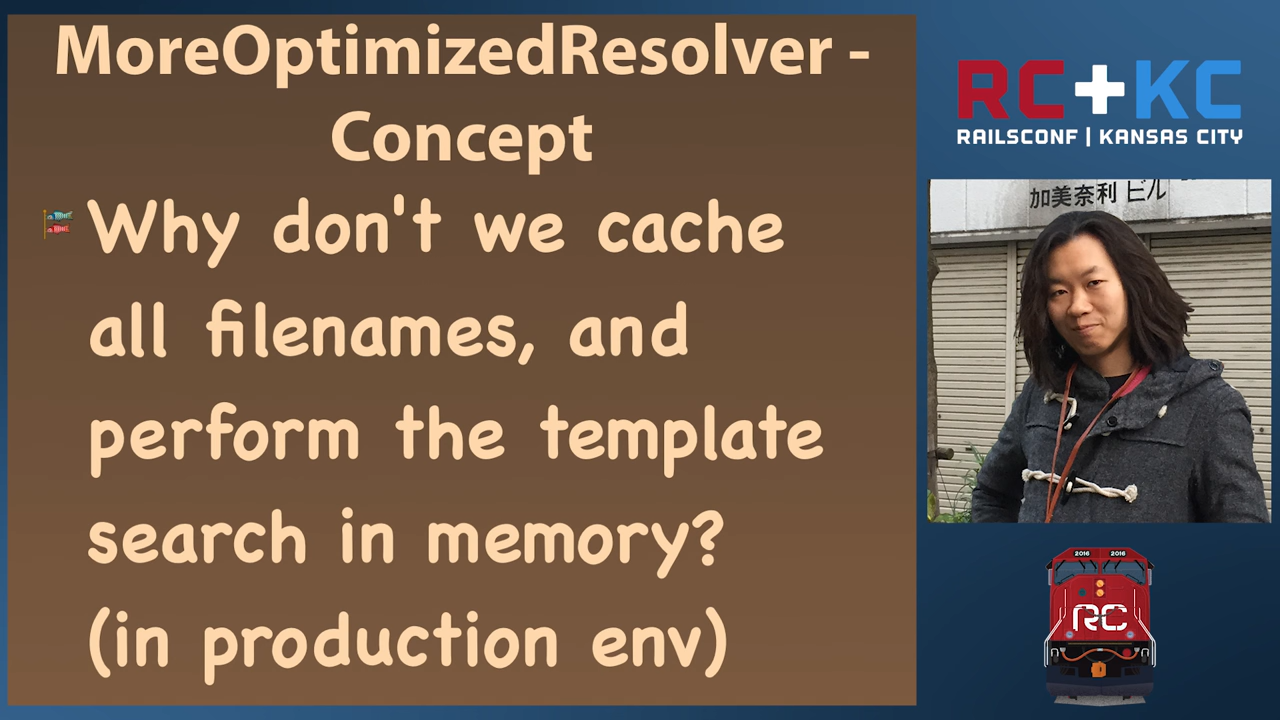 MoreOptimizedResolver -
Concept
Why don't we cache
all filenames, and
perform the template
search in memory?
(in production env)
RC+KC
RAILSCONF | KANSAS CITY
加美奈利 ビル
2016 2016
RC